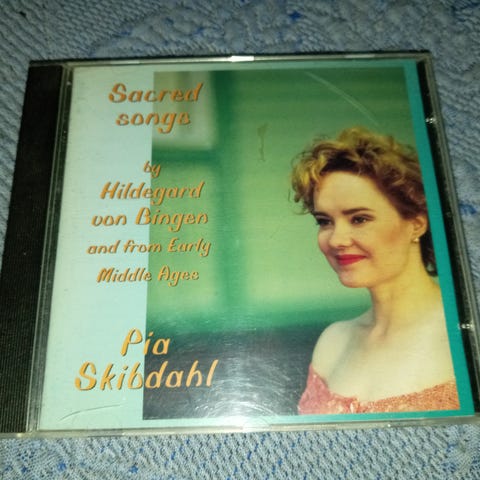 Sacred
songs
by
Hildegard
von Bingen
and from Early
Middle Ages
Pia
Skibdahl